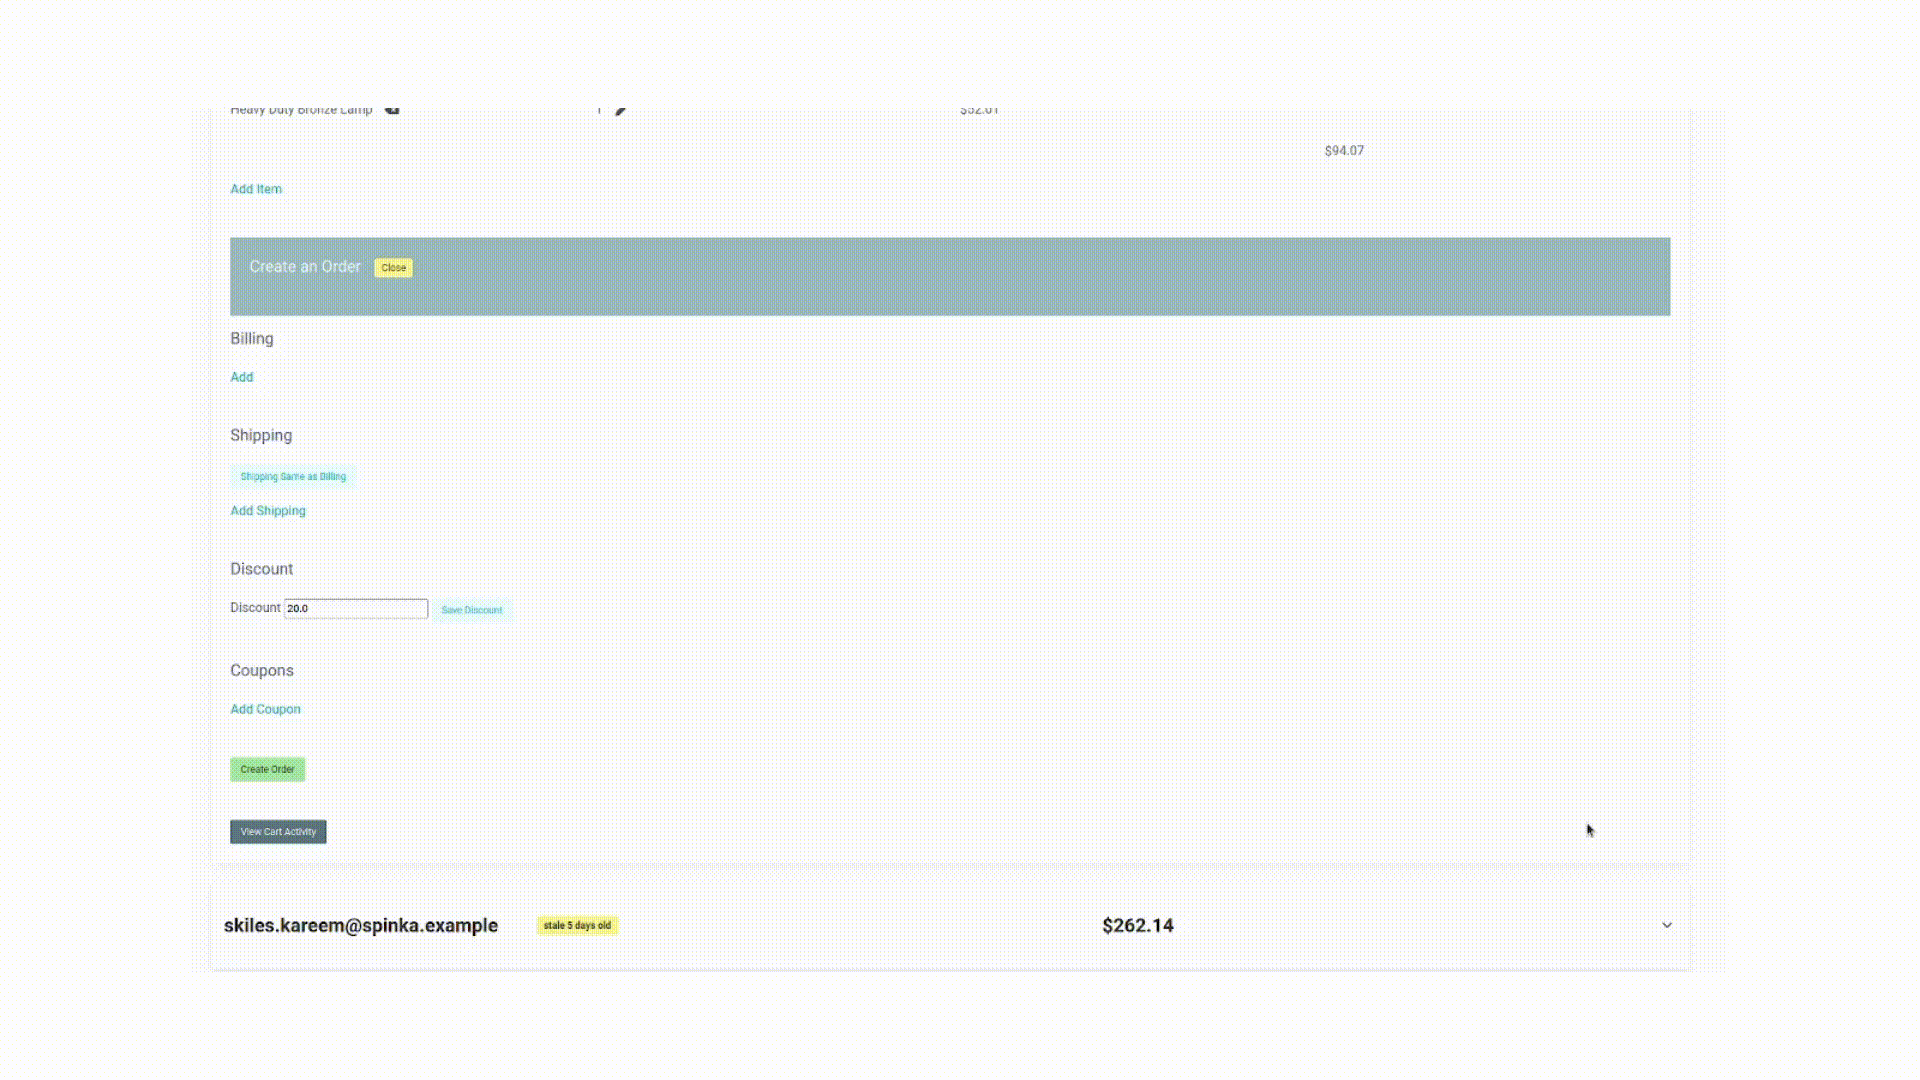 Heavy Duty Bronze Lamp 1 $52.01
$94.07
Add Item
Create an Order Close
Billing
Add
Shipping
Shipping Same as Billing
Add Shipping
Discount
Discount 20.0 Save Discount
Coupons
Add Coupon
Create Order
View Cart Activity
skiles.kareem@spinka.example stale 5 days old $262.14